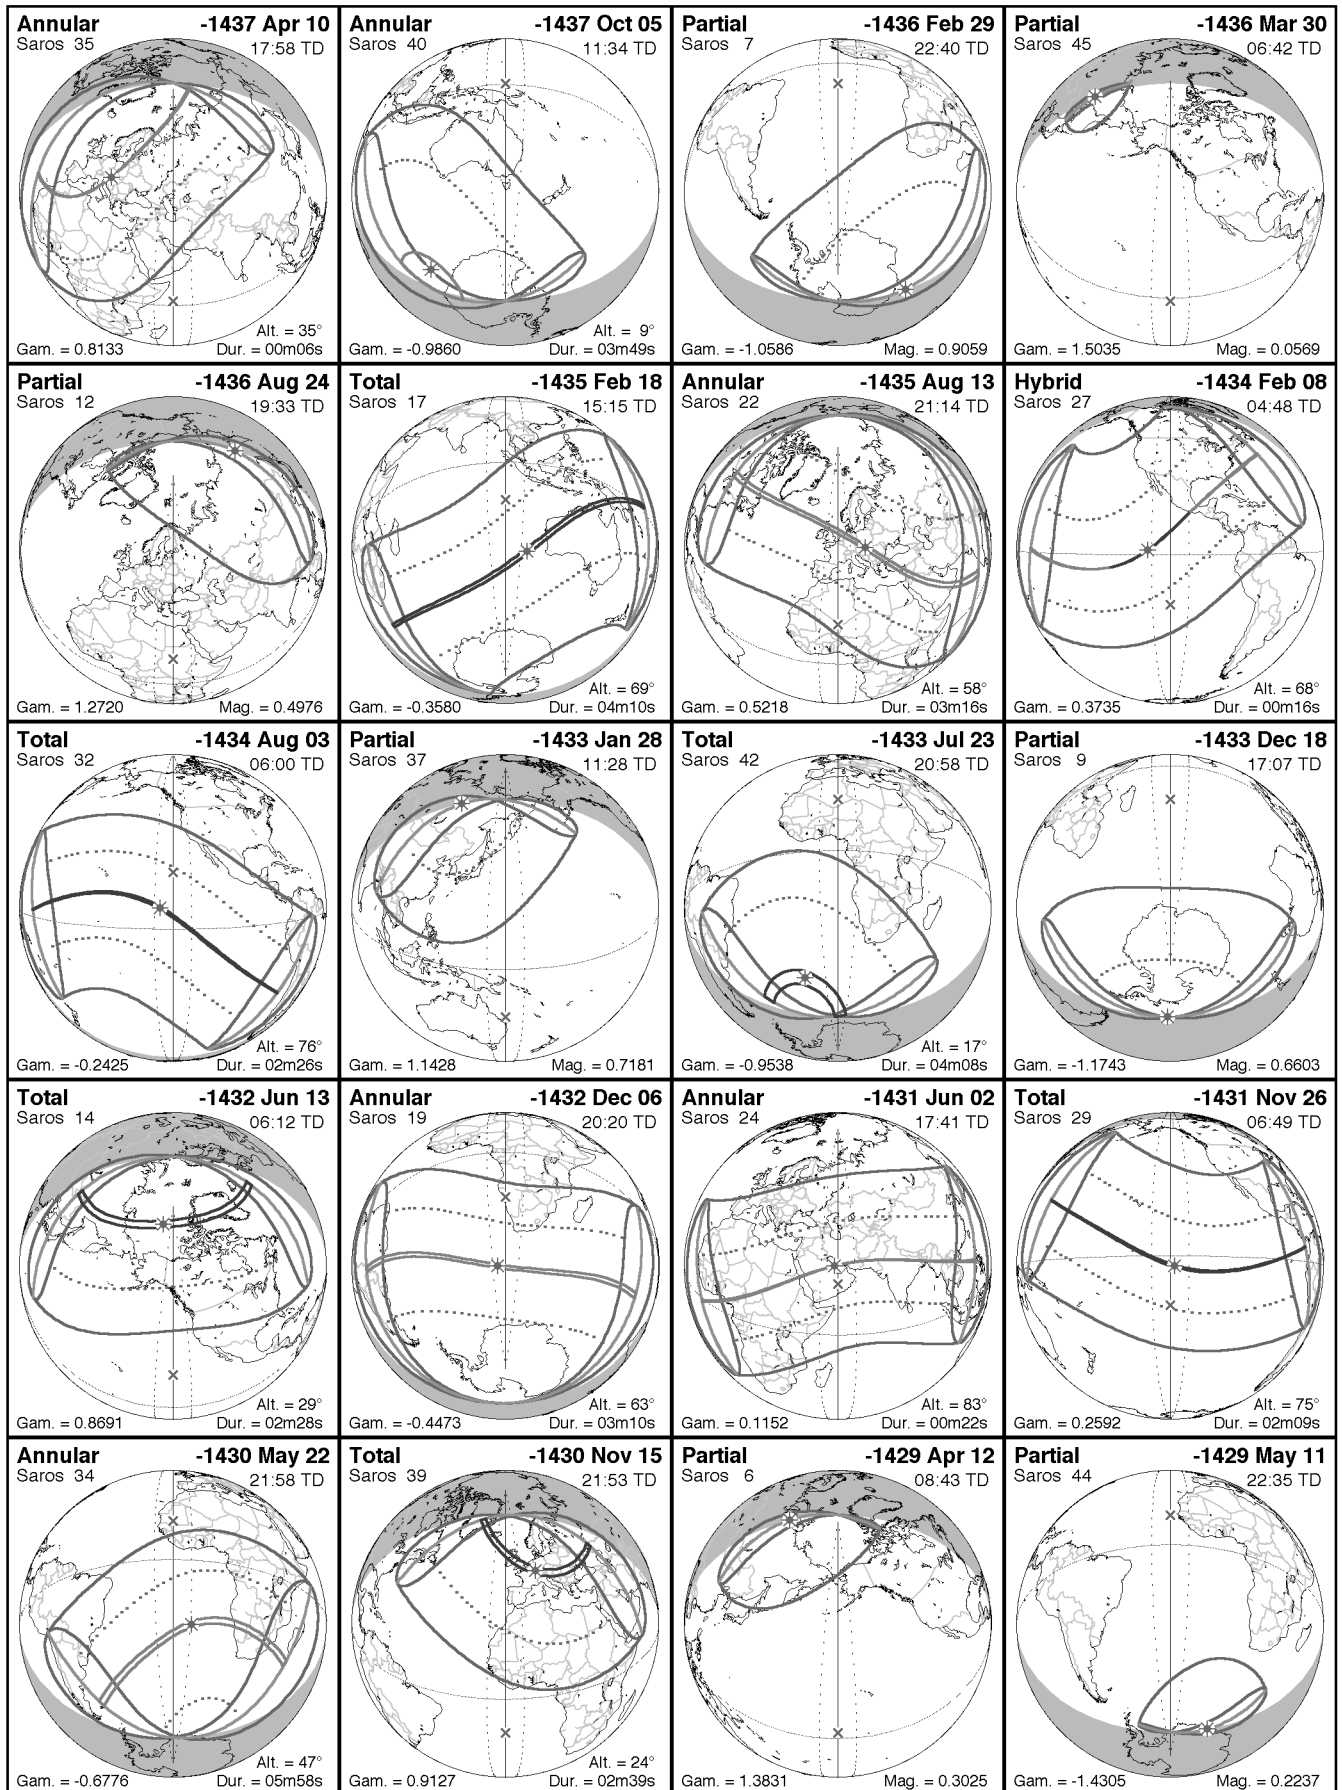 Annular -1437 Apr 10
Saros 35 17:58 TD
Alt. = 35°
Gam. = 0.8133 Dur. = 00m06s
Annular -1437 Oct 05
Saros 40 11:34 TD
Alt. = 9°
Gam. = -0.9860 Dur. = 03m49s
Partial -1436 Feb 29
Saros 7 22:40 TD
Gam. = -1.0586 Mag. = 0.9059
Partial -1436 Mar 30
Saros 45 06:42 TD
Gam. = 1.5035 Mag. = 0.0569
Partial -1436 Aug 24
Saros 12 19:33 TD
Gam. = 1.2720 Mag. = 0.4976
Total -1435 Feb 18
Saros 17 15:15 TD
Alt. = 69°
Gam. = -0.3580 Dur. = 04m10s
Annular -1435 Aug 13
Saros 22 21:14 TD
Alt. = 58°
Gam. = 0.5218 Dur. = 03m16s
Hybrid -1434 Feb 08
Saros 27 04:48 TD
Alt. = 68°
Gam. = 0.3735 Dur. = 00m16s
Total -1434 Aug 03
Saros 32 06:00 TD
Alt. = 76°
Gam. = -0.2425 Dur. = 02m26s
Partial -1433 Jan 28
Saros 37 11:28 TD
Gam. = 1.1428 Mag. = 0.7181
Total -1433 Jul 23
Saros 42 20:58 TD
Alt. = 17°
Gam. = -0.9538 Dur. = 04m08s
Partial -1433 Dec 18
Saros 9 17:07 TD
Gam. = -1.1743 Mag. = 0.6603
Total -1432 Jun 13
Saros 14 06:12 TD
Alt. = 29°
Gam. = 0.8691 Dur. = 02m28s
Annular -1432 Dec 06
Saros 19 20:20 TD
Alt. = 63°
Gam. = -0.4473 Dur. = 03m10s
Annular -1431 Jun 02
Saros 24 17:41 TD
Alt. = 83°
Gam. = 0.1152 Dur. = 00m22s
Total -1431 Nov 26
Saros 29 06:49 TD
Alt. = 75°
Gam. = 0.2592 Dur. = 02m09s
Annular -1430 May 22
Saros 34 21:58 TD
Alt. = 47°
Gam. = -0.6776 Dur. = 05m58s
Total -1430 Nov 15
Saros 39 21:53 TD
Alt. = 24°
Gam. = 0.9127 Dur. = 02m39s
Partial -1429 Apr 12
Saros 6 08:43 TD
Gam. = 1.3831 Mag. = 0.3025
Partial -1429 May 11
Saros 44 22:35 TD
Gam. = -1.4305 Mag. = 0.2237